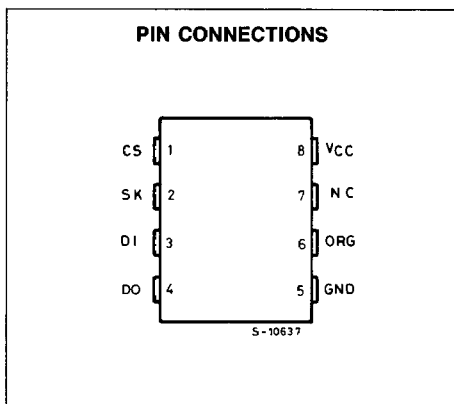 PIN CONNECTIONS
CS 1 8 VCC
SK 2 7 NC
DI 3 6 ORG
DO 4 5 GND
S-10637